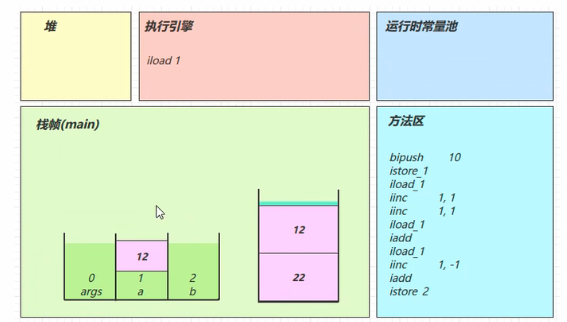 堆
执行引擎
iload 1
运行时常量池
栈帧(main)
12
0
args
1
a
2
b
12
22
方法区
bipush 10
istore_1
iload_1
iinc 1, 1
iinc 1, 1
iload_1
iadd
iload_1
iinc 1, -1
iadd
istore 2